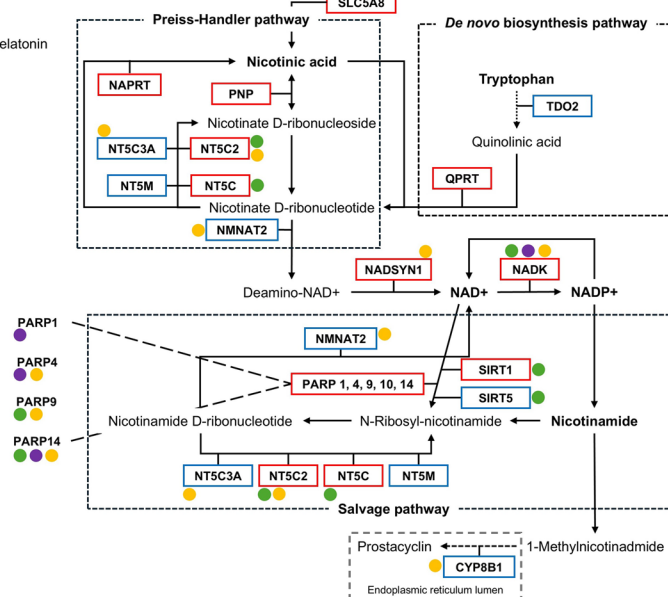 SLC5A8
Preiss-Handler pathway
De novo biosynthesis pathway
elatonin
Nicotinic acid
NAPRT
PNP
Tryptophan
TDO2
Nicotinate D-ribonucleoside
NT5C3A
NT5C2
Quinolinic acid
NT5M
NT5C
QPRT
Nicotinate D-ribonucleotide
NMNAT2
NADSYN1
NADK
Deamino-NAD+
NAD+
NADP+
PARP1
NMNAT2
PARP4
SIRT1
PARP 1, 4, 9, 10, 14
SIRT5
PARP9
Nicotinamide D-ribonucleotide
N-Ribosyl-nicotinamide
Nicotinamide
PARP14
NT5C3A
NT5C2
NT5C
NT5M
Salvage pathway
Prostacyclin
1-Methylnicotinadmide
CYP8B1
Endoplasmic reticulum lumen